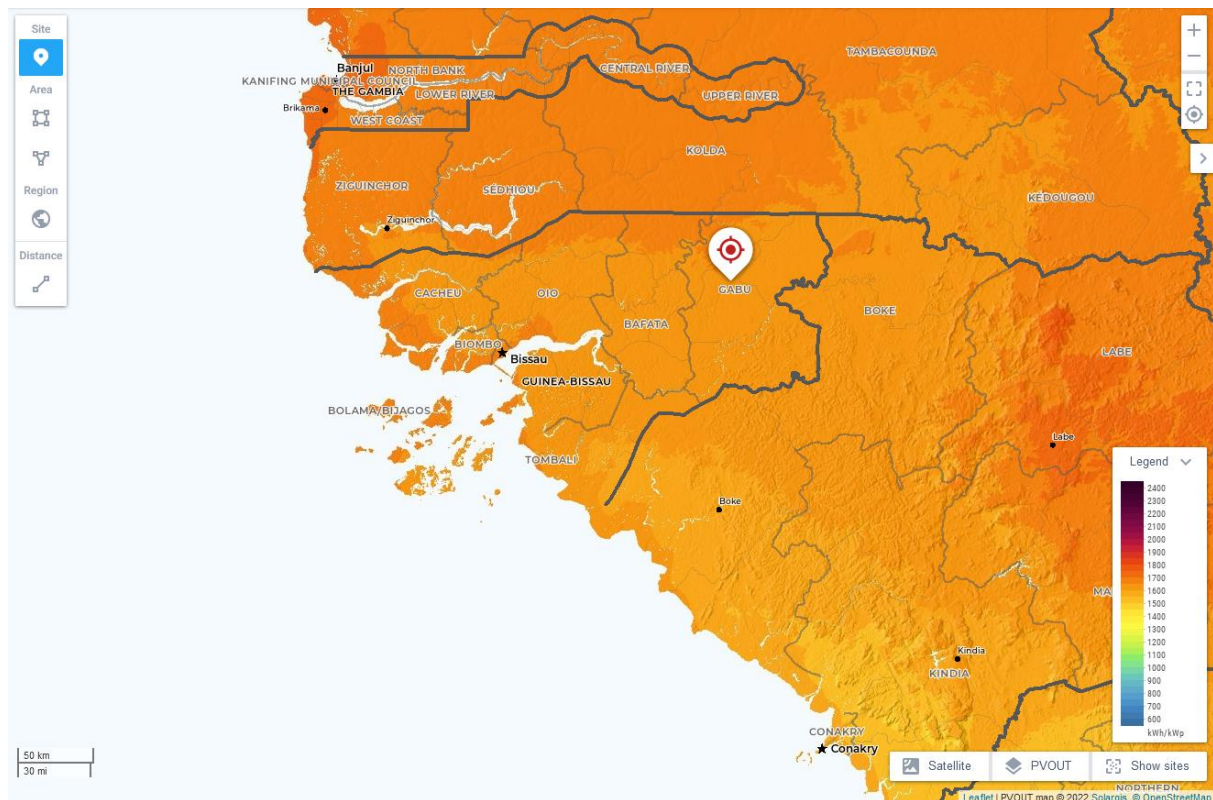 Site
Area
Region
Distance
TAMBACOUNDA
Banjul
NORTH BANK
CENTRAL RIVER
KANIFING MUNICIPAL COUNCIL
THE GAMBIA
LOWER RIVER
UPPER RIVER
Brikama
WEST COAST
KOLDA
ZIGUINCHOR
SÉDHIOU
KÉDOUGOU
Ziguinchor
GABU
CACHEU
OIO
BOKE
BAFATA
BIOMBO
Bissau
LABE
GUINEA-BISSAU
BOLAMA/BIJAGOS
Labe
TOMBALI
Boke
Legend
2400
2300
2200
2100
2000
1900
1800
1700
1600
1500
1400
1300
1200
1100
1000
900
800
700
600
kWh/kWp
MA
Kindia
KINDIA
CONAKRY
Conakry
50 km
30 mi
Satellite
PVOUT
Show sites
NORTHERN
Leaflet | PVOUT map © 2022 Solargis, © OpenStreetMap